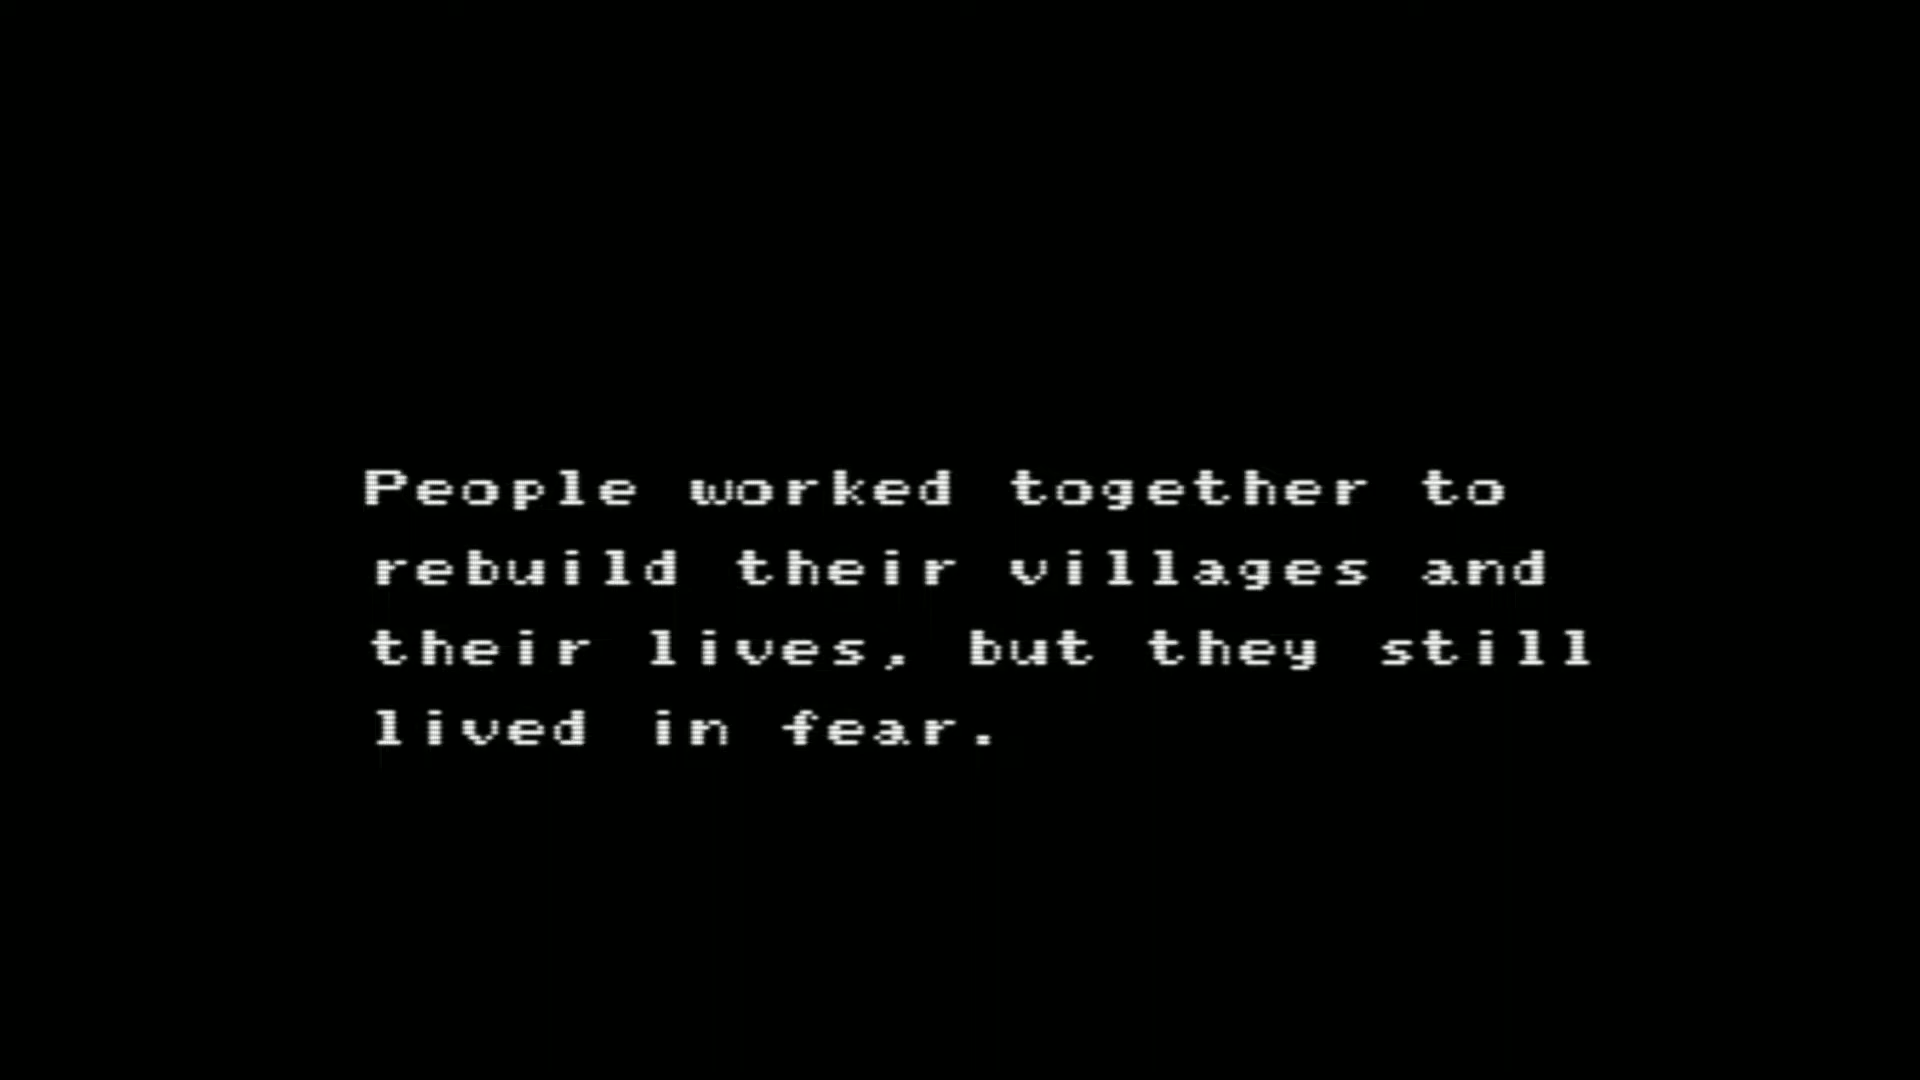 People worked together to
rebuild their villages and
their lives, but they still
lived in fear.